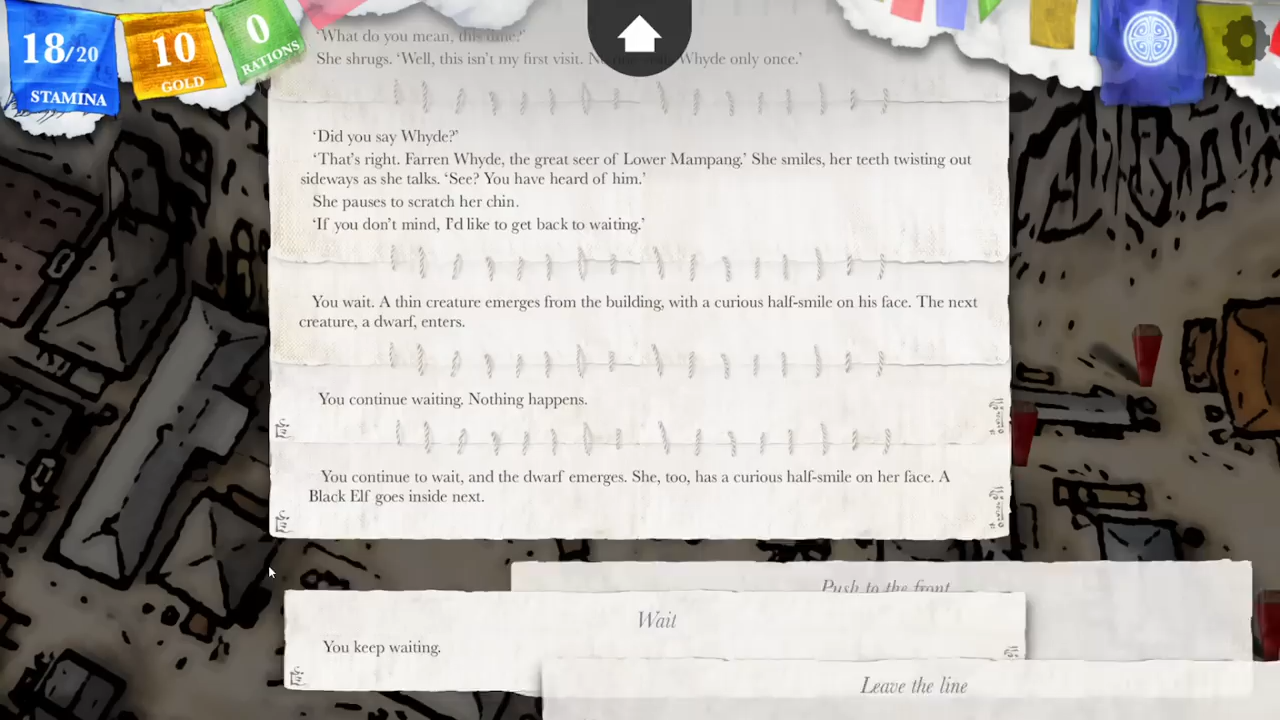 18/20
STAMINA
10
GOLD
0
RATIONS
'What do you mean, this time?'
She shrugs. 'Well, this isn't my first visit. Whyde only once.'
'Did you say Whyde?'
'That's right. Farren Whyde, the great seer of Lower Mampang.' She smiles, her teeth twisting out
sideways as she talks. 'See? You have heard of him.'
She pauses to scratch her chin.
'If you don't mind, I'd like to get back to waiting.'
You wait. A thin creature emerges from the building, with a curious half-smile on his face. The next
creature, a dwarf, enters.
You continue waiting. Nothing happens.
You continue to wait, and the dwarf emerges. She, too, has a curious half-smile on her face. A
Black Elf goes inside next.
Push to the front
Wait
You keep waiting.
Leave the line